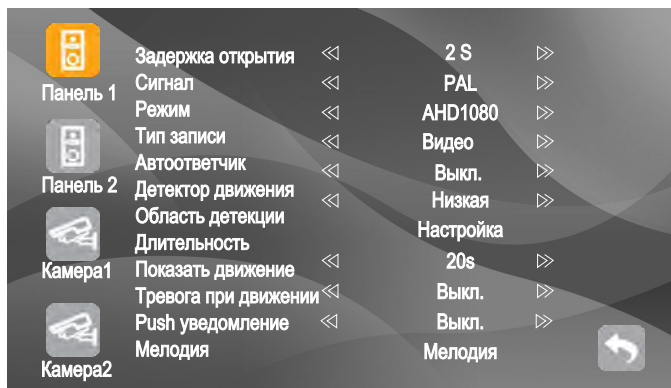 Панель 1
Панель 2
Камера1
Камера2
Задержка открытия 2 S
Сигнал PAL
Режим AHD1080
Тип записи Видео
Автоответчик Выкл.
Детектор движения Низкая
Область детекции Настройка
Длительность
Показать движение 20s
Тревога при движении Выкл.
Push уведомление Выкл.
Мелодия Мелодия